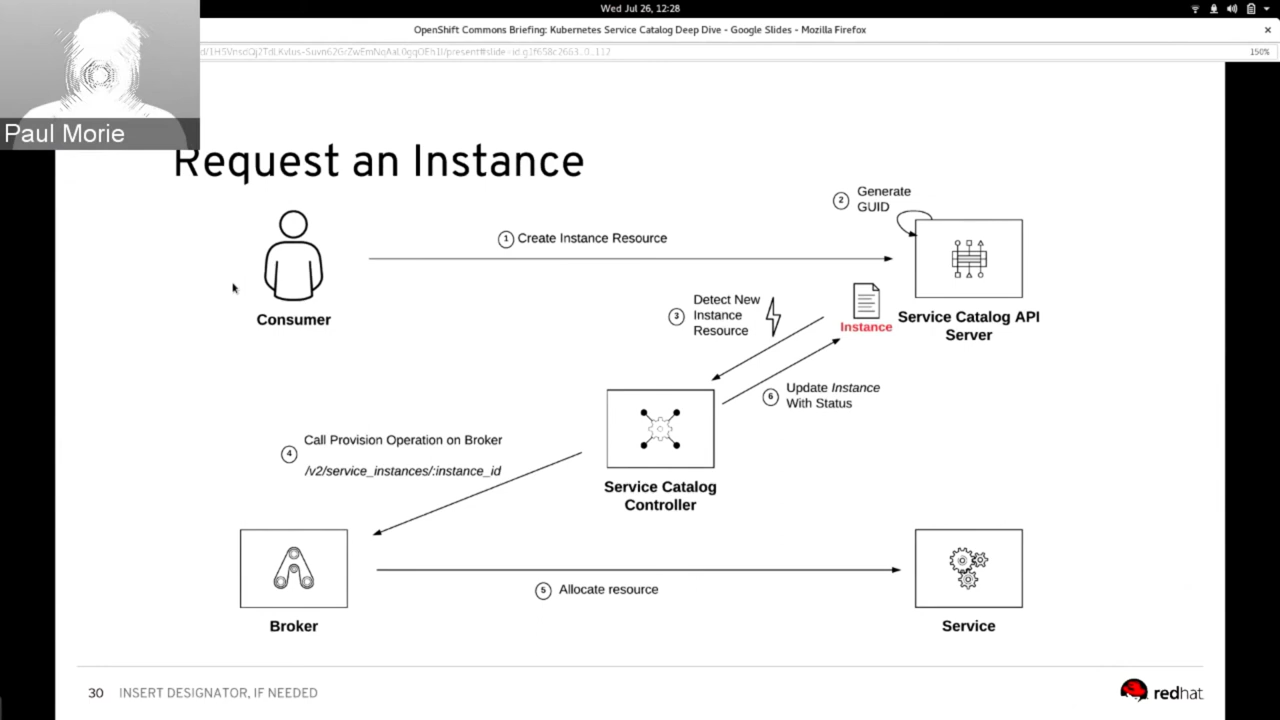 Wed Jul 26, 12:28
OpenShift Commons Briefing: Kubernetes Service Catalog Deep Dive - Google Slides - Mozilla Firefox
150%
Paul Morie
Request an Instance
2
Generate
GUID
1 Create Instance Resource
Consumer
3
Detect New
Instance
Resource
Instance
Service Catalog API
Server
6
Update Instance
With Status
4
Call Provision Operation on Broker
/v2/service_instances/:instance_id
Service Catalog
Controller
5 Allocate resource
Broker
Service
30 INSERT DESIGNATOR, IF NEEDED
redhat